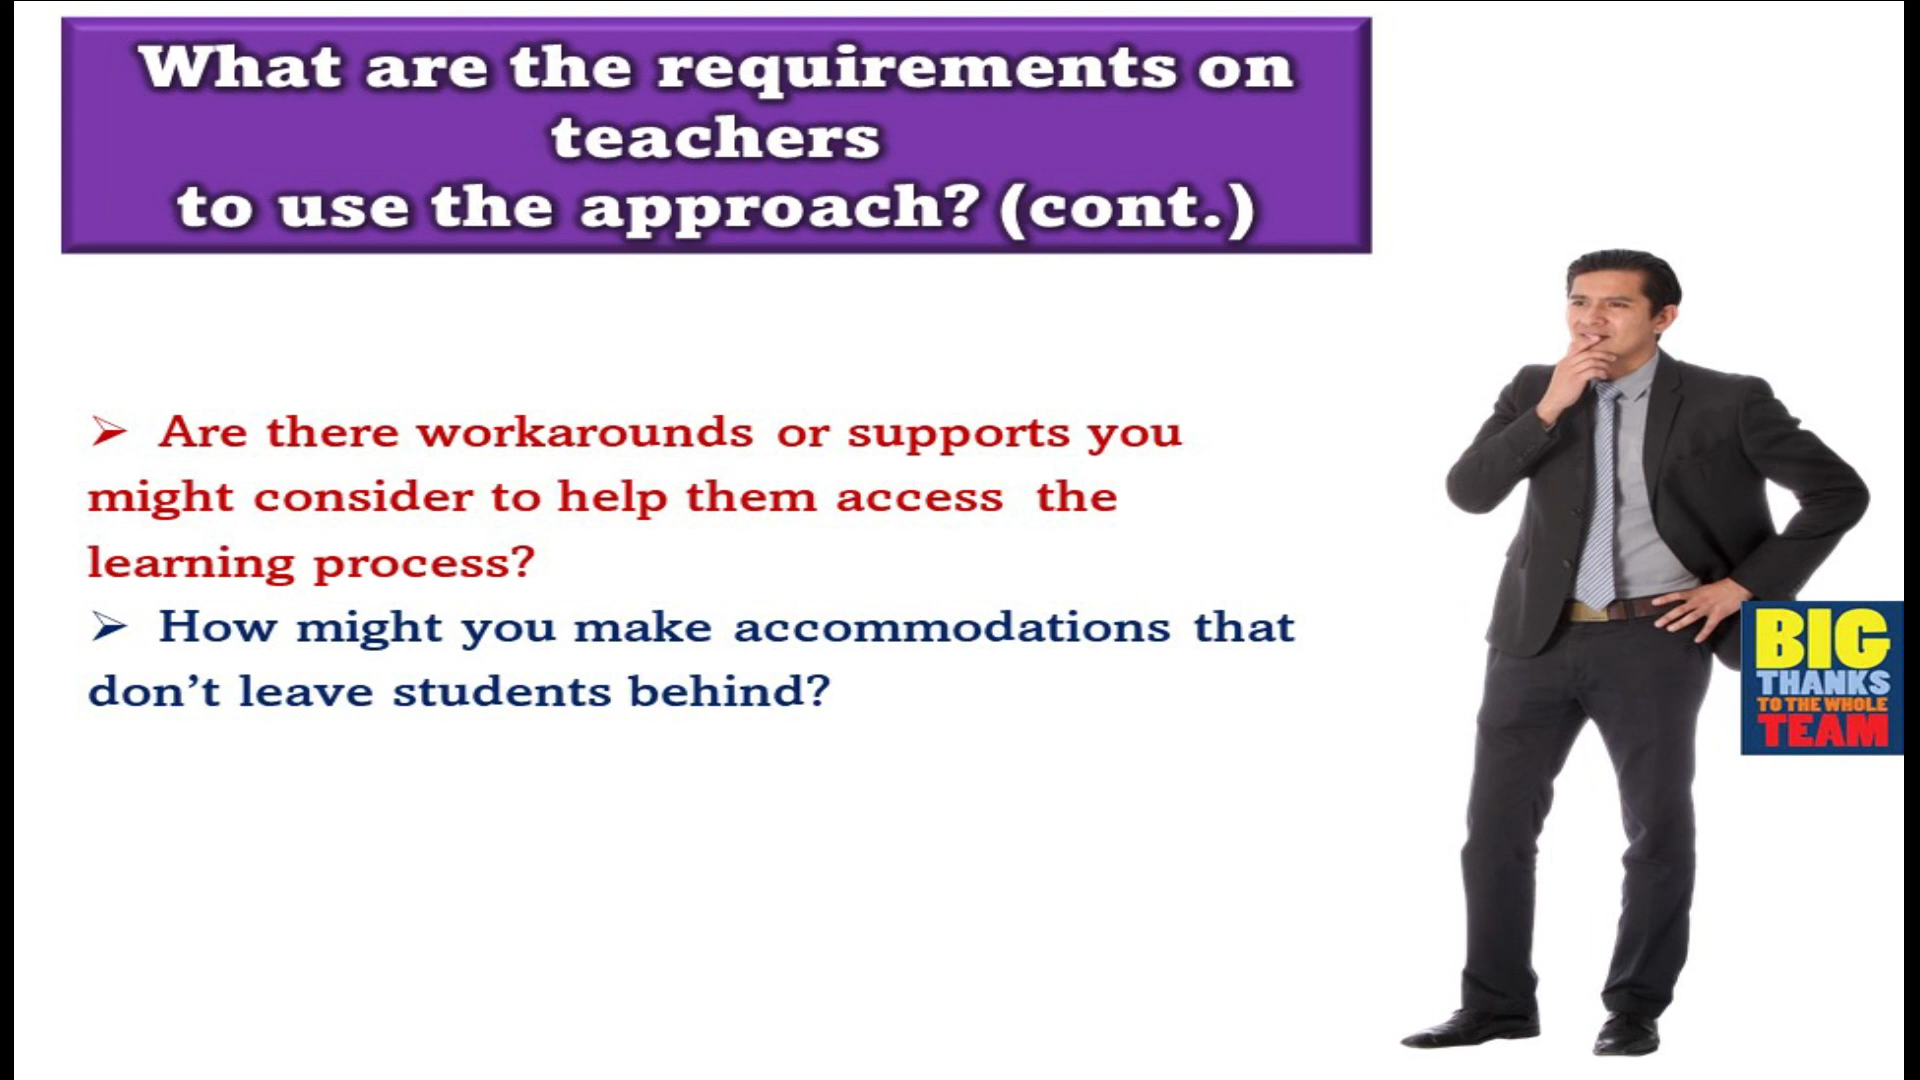 What are the requirements on
teachers
to use the approach? (cont.)
➢ Are there workarounds or supports you
might consider to help them access the
learning process?
➢ How might you make accommodations that
don’t leave students behind?
BIG
THANKS
TO THE WHOLE
TEAM